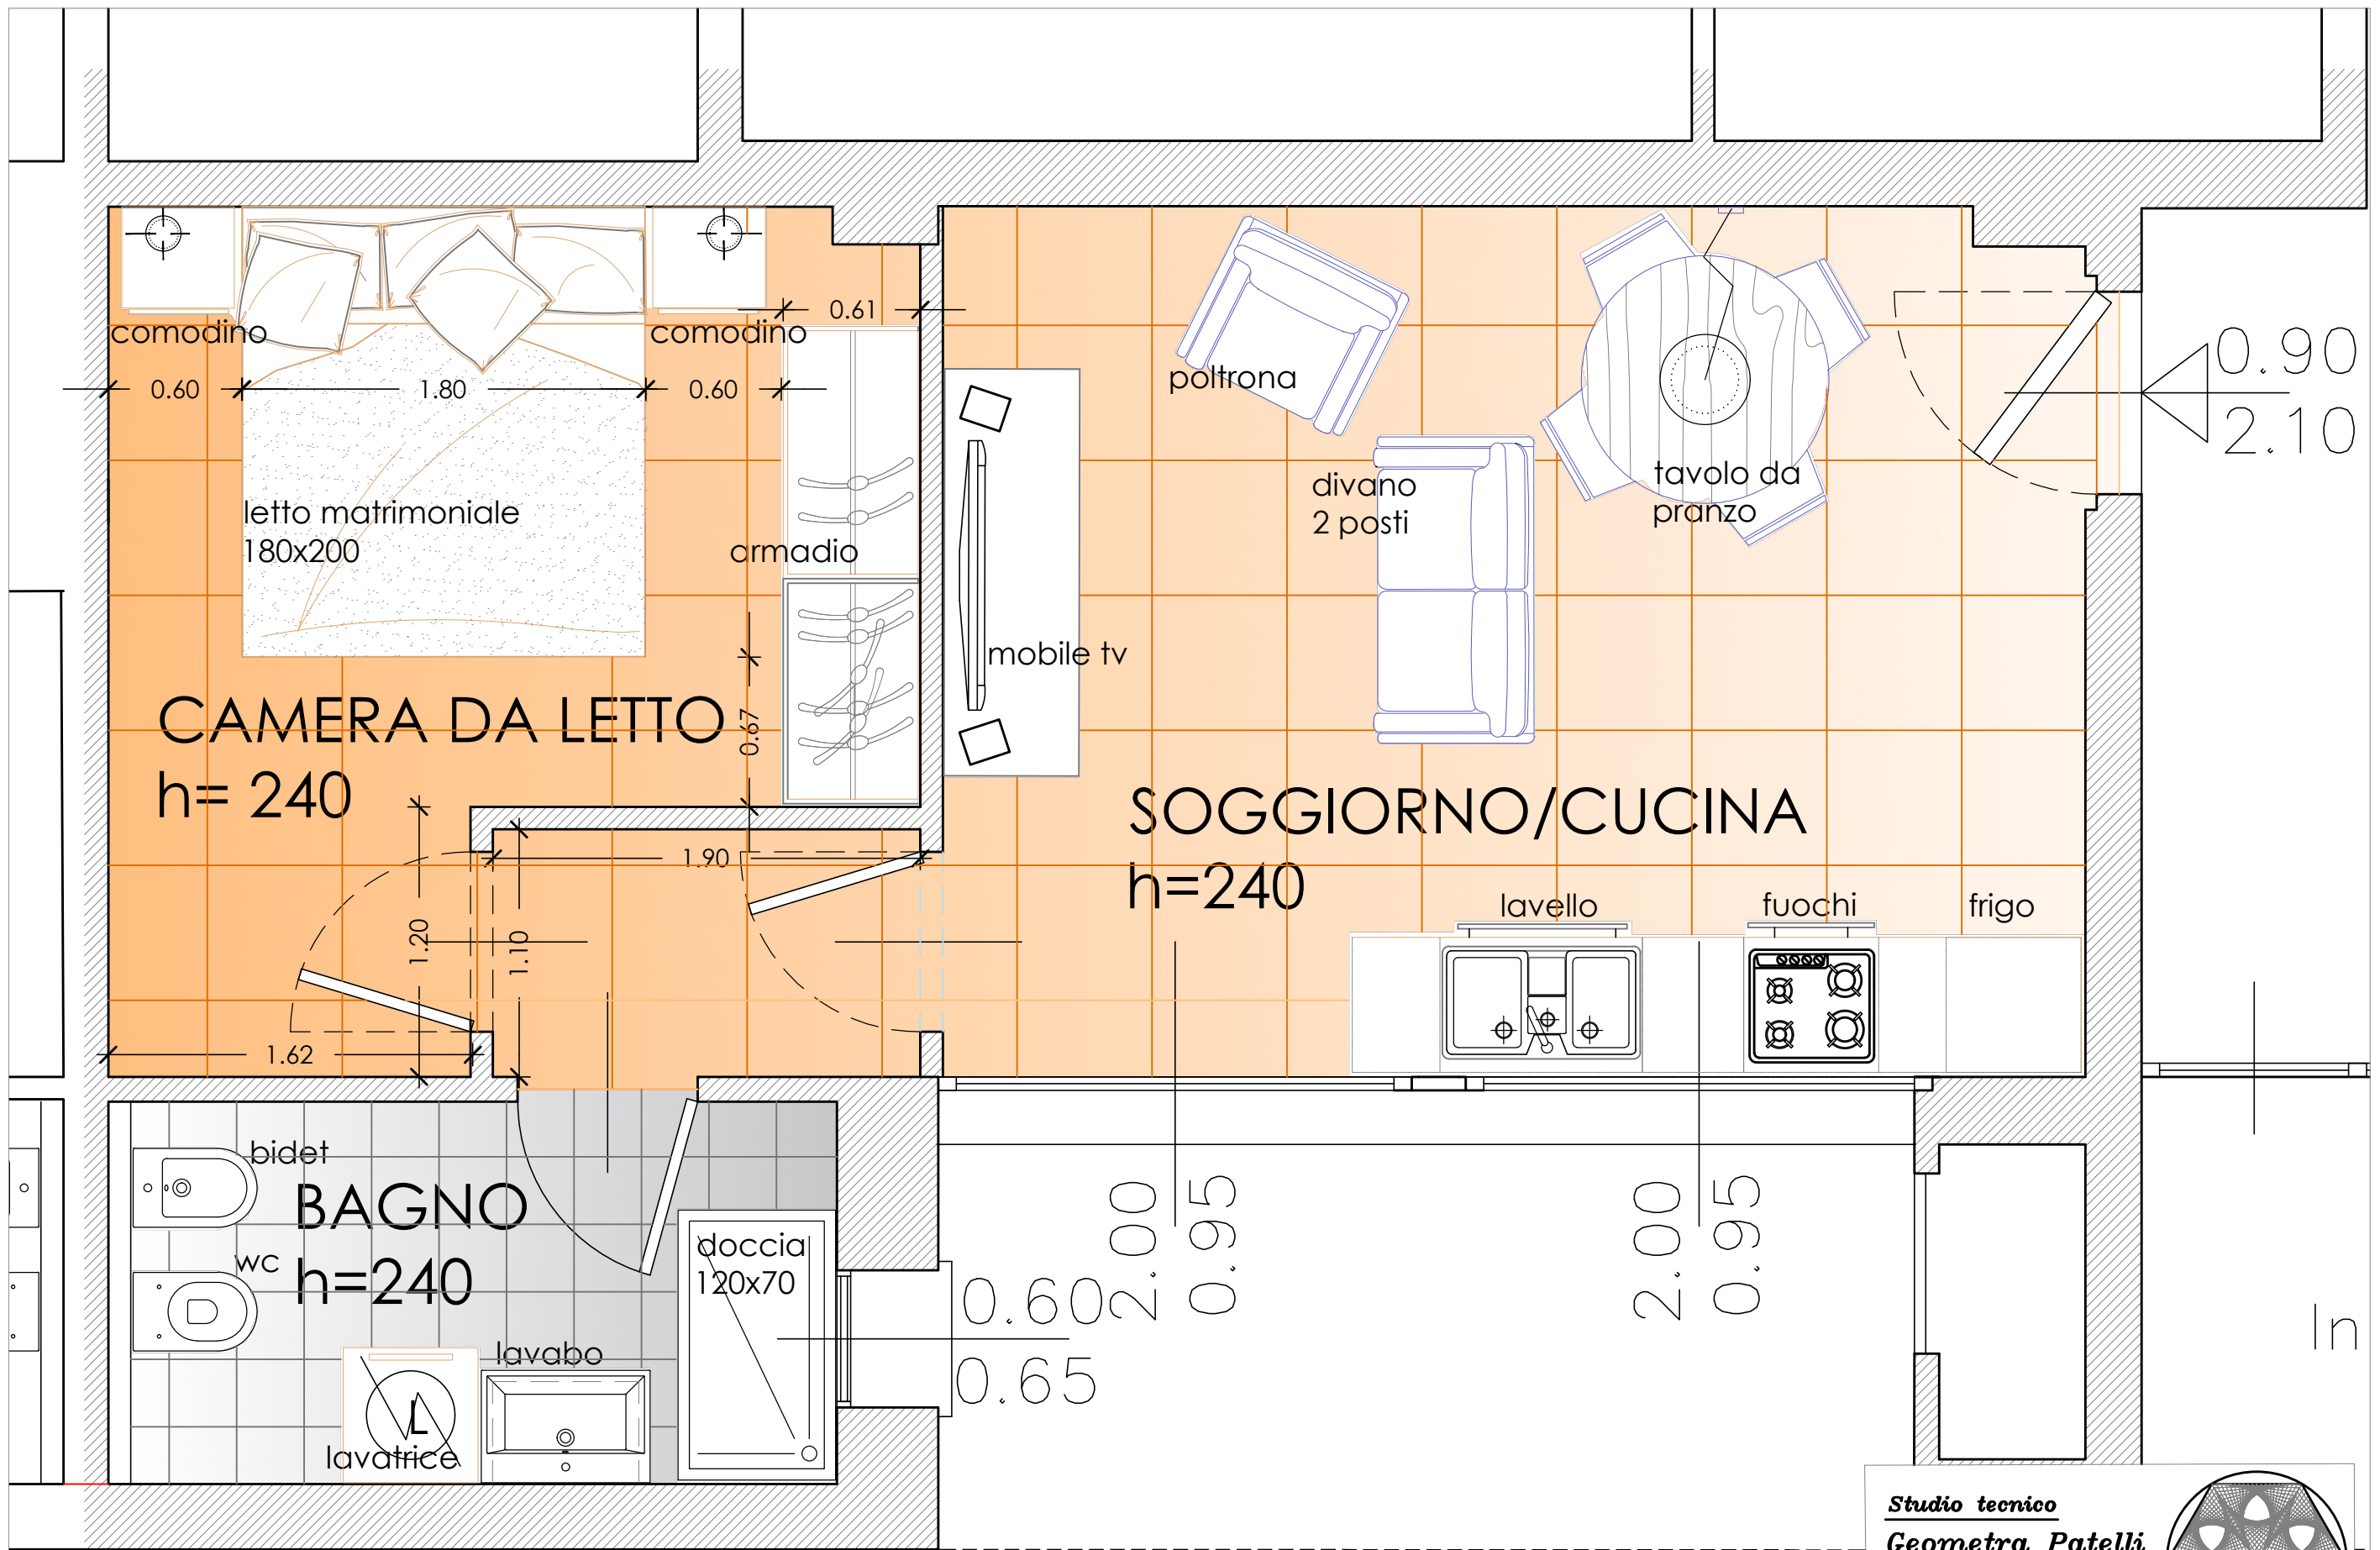 comodino
comodino
0.61
0.60
1.80
0.60
letto matrimoniale
180x200
armadio
0.67
CAMERA DA LETTO
h= 240
poltrona
divano
2 posti
tavolo da
pranzo
mobile tv
0.90
2.10
SOGGIORNO/CUCINA
h=240
lavello
fuochi
frigo
1.90
1.20
1.10
1.62
bidet
BAGNO
h=240
wc
doccia
120x70
lavabo
L
lavatrice
0.60
0.65
2.00
0.95
2.00
0.95
In
Studio tecnico
Geometra Patelli